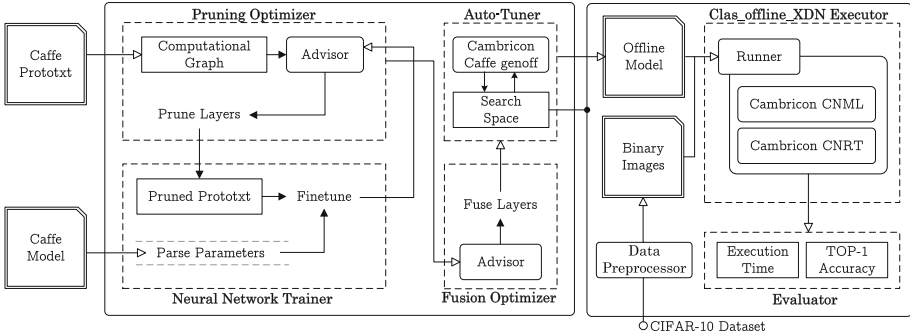 Pruning Optimizer
Auto-Tuner
Clas_offline_XDN Executor
Caffe
Prototxt
Computational
Graph
Advisor
Prune Layers
Cambricon
Caffe genoff
Search
Space
Offline
Model
Runner
Cambricon CNML
Cambricon CNRT
Binary
Images
Pruned Prototxt
Finetune
Fuse Layers
Caffe
Model
Parse Parameters
Advisor
Data
Preprocessor
Execution
Time
TOP-1
Accuracy
Neural Network Trainer
Fusion Optimizer
Evaluator
CIFAR-10 Dataset